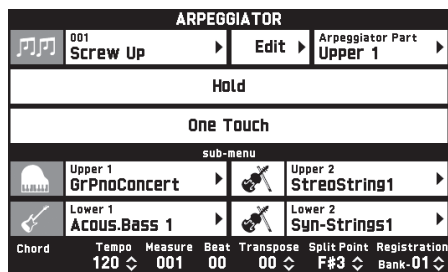 ARPEGGIATOR
001
Screw Up
Edit
Arpeggiator Part
Upper 1
Hold
One Touch
sub-menu
Upper 1
GrPnoConcert
Upper 2
StreoString1
Lower 1
Acous.Bass 1
Lower 2
Syn-Strings1
Chord Tempo Measure Beat Transpose Split Point Registration
120 001 00 00 F#3 Bank-01